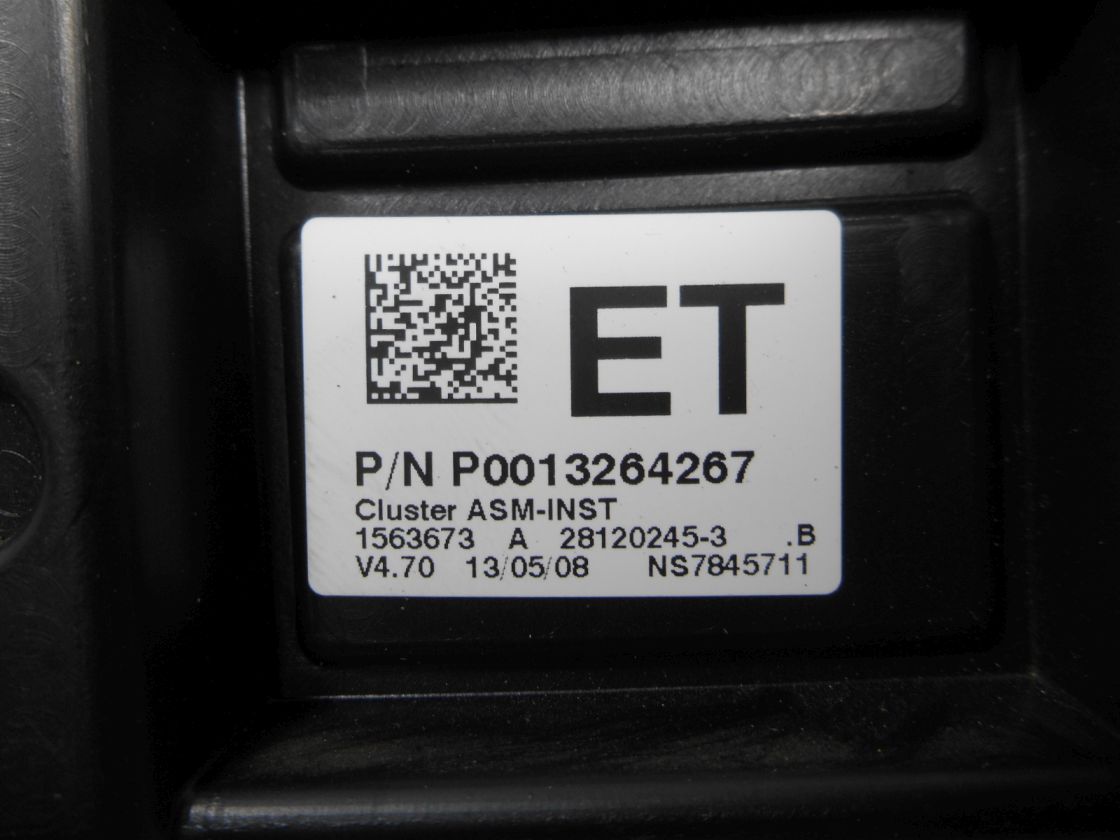 ET
P/N P0013264267
Cluster ASM-INST
1563673 A 28120245-3 .B
V4.70 13/05/08 NS7845711